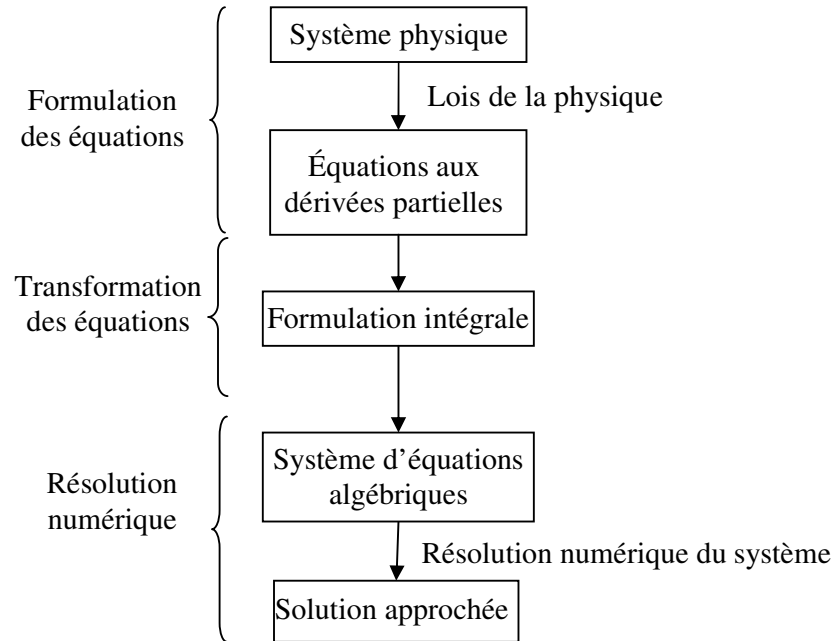 Système physique
Lois de la physique
Formulation
des équations
Équations aux
dérivées partielles
Transformation
des équations
Formulation intégrale
Système d'équations
algébriques
Résolution
numérique
Résolution numérique du système
Solution approchée